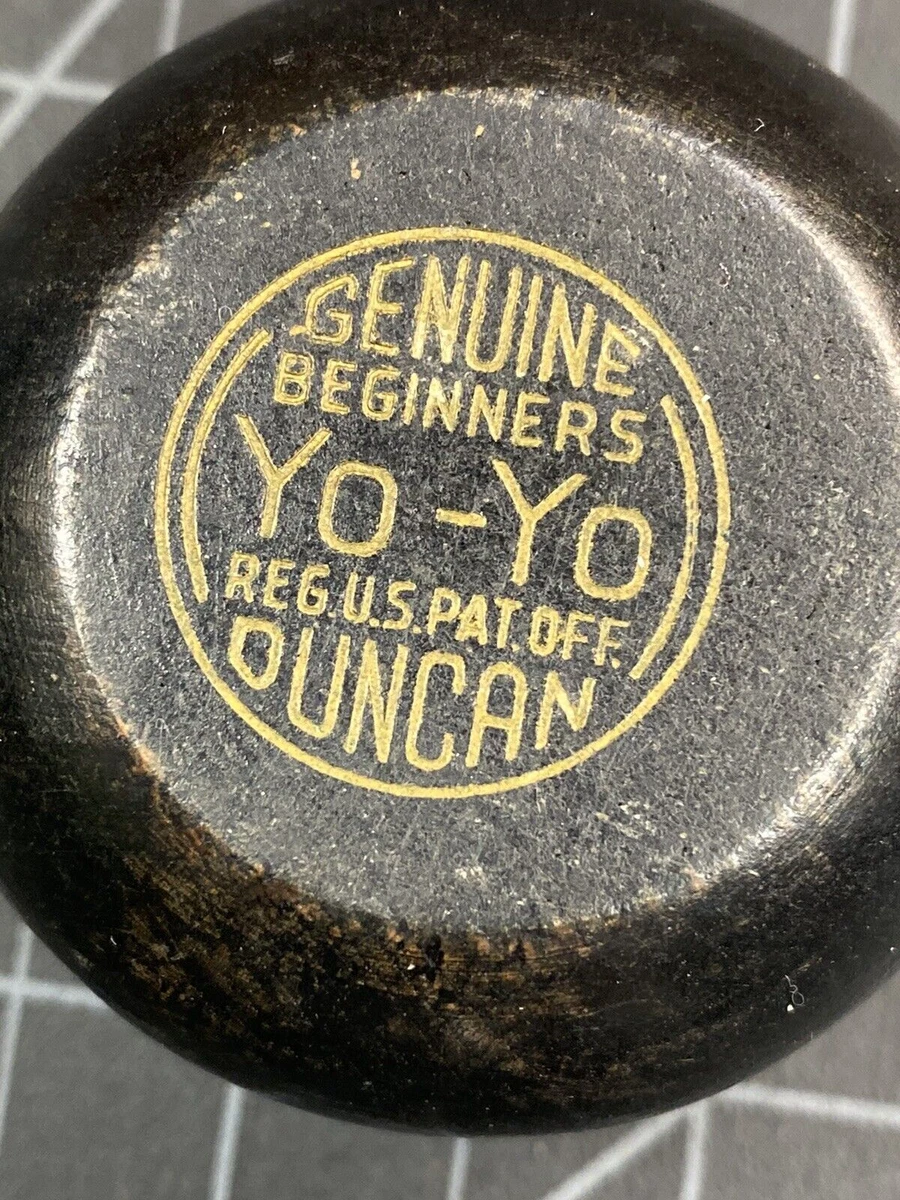 GENUINE
BEGINNERS
YO-YO
REG.U.S.PAT.OFF.
DUNCAN